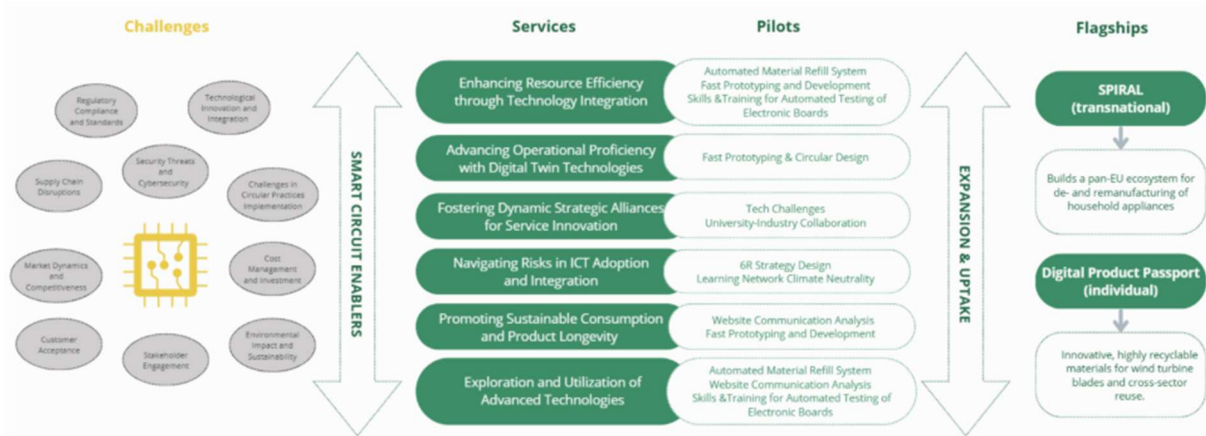 Challenges
Regulatory
Compliance
and Standards
Technological
Innovation and
Integration
Security Threats
and
Cybersecurity
Supply Chain
Disruptions
Challenges in
Circular Practices
Implementation
Market Dynamics
and
Competitiveness
Cost
Management
and Investment
Customer
Acceptance
Stakeholder
Engagement
Environmental
Impact and
Sustainability
SMART CIRCUIT ENABLERS
Services
Pilots
Enhancing Resource Efficiency
through Technology Integration
Automated Material Refill System
Fast Prototyping and Development
Skills &Training for Automated Testing of
Electronic Boards
Advancing Operational Proficiency
with Digital Twin Technologies
Fast Prototyping & Circular Design
Fostering Dynamic Strategic Alliances
for Service Innovation
Tech Challenges
University-Industry Collaboration
Navigating Risks in ICT Adoption
and Integration
6R Strategy Design
Learning Network Climate Neutrality
Promoting Sustainable Consumption
and Product Longevity
Website Communication Analysis
Fast Prototyping and Development
Exploration and Utilization of
Advanced Technologies
Automated Material Refill System
Website Communication Analysis
Skills &Training for Automated Testing of
Electronic Boards
EXPANSION & UPTAKE
Flagships
SPIRAL
(transnational)
Builds a pan-EU ecosystem for
de- and remanufacturing of
household appliances
Digital Product Passport
(individual)
Innovative, highly recyclable
materials for wind turbine
blades and cross-sector
reuse.